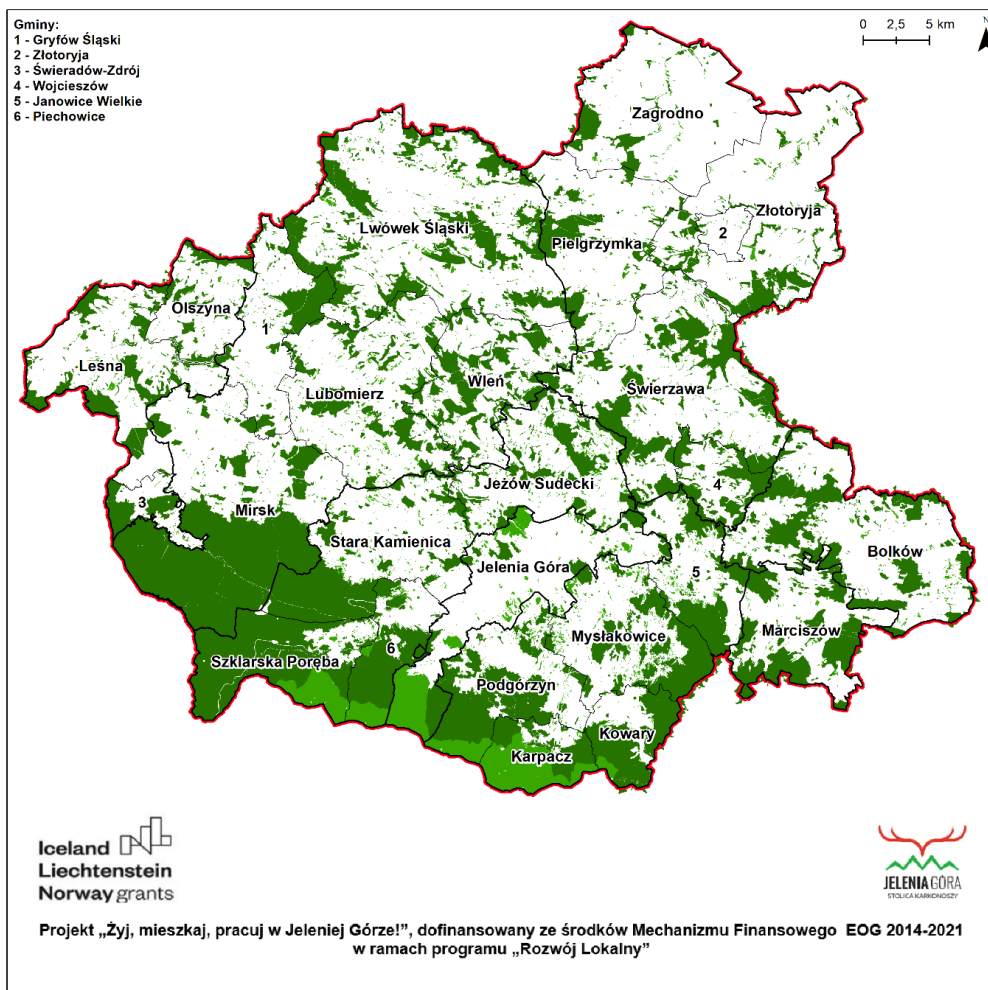 Gminy:
1 - Gryfów Śląski
2 - Złotoryja
3 - Świeradów-Zdrój
4 - Wojcieszów
5 - Janowice Wielkie
6 - Piechowice
0 2,5 5 km
N
Zagrodno
Złotoryja
Lwówek Śląski
2
Pielgrzymka
Olszyna
1
Leśna
Wleń
Świerzawa
Lubomierz
Jeżów Sudecki
4
3
Mirsk
Stara Kamienica
Bolków
Jelenia Góra
5
Marciszów
Mysłakowice
6
Szklarska Poręba
Podgórzyn
Kowary
Karpacz
Iceland
Liechtenstein
Norway grants
JELENIA GÓRA
STOLICA KARKONOSZY
Projekt „Żyj, mieszkaj, pracuj w Jeleniej Górze!”, dofinansowany ze środków Mechanizmu Finansowego EOG 2014-2021
w ramach programu „Rozwój Lokalny”